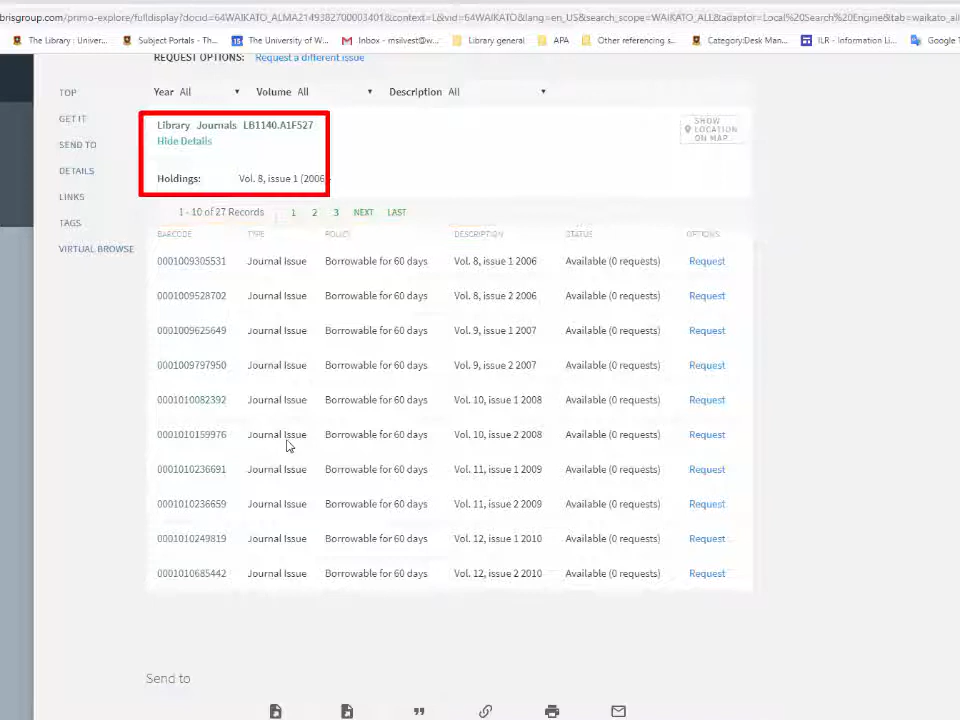 brisgroup.com/primo-explore/fulldisplay?docid=64WAIKATO_ALMA214938270003401&context=L&vid=64WAIKATO&lang=en_US&search_scope=WAIKATO_ALL&adaptor=Local%20Search%20Engine&tab=waikato_all
The Library : Univer... Subject Portals - Th... The University of W... Inbox - msilvest@w... Library general APA Other referencing s... Category:Desk Man... ILR - Information Li... Google
REQUEST OPTIONS: Request a different issue
TOP
GET IT
SEND TO
DETAILS
LINKS
TAGS
VIRTUAL BROWSE
Year All Volume All Description All
Library Journals LB1140.A1F527
Hide Details
Holdings: Vol. 8, issue 1 (2006
SHOW
LOCATION
ON MAP
1 - 10 of 27 Records 1 2 3 NEXT LAST
BARCODE TYPE POLICY DESCRIPTION STATUS OPTIONS
0001009305531 Journal Issue Borrowable for 60 days Vol. 8, issue 1 2006 Available (0 requests) Request
0001009528702 Journal Issue Borrowable for 60 days Vol. 8, issue 2 2006 Available (0 requests) Request
0001009625649 Journal Issue Borrowable for 60 days Vol. 9, issue 1 2007 Available (0 requests) Request
0001009797950 Journal Issue Borrowable for 60 days Vol. 9, issue 2 2007 Available (0 requests) Request
0001010082392 Journal Issue Borrowable for 60 days Vol. 10, issue 1 2008 Available (0 requests) Request
0001010159976 Journal Issue Borrowable for 60 days Vol. 10, issue 2 2008 Available (0 requests) Request
0001010236691 Journal Issue Borrowable for 60 days Vol. 11, issue 1 2009 Available (0 requests) Request
0001010236659 Journal Issue Borrowable for 60 days Vol. 11, issue 2 2009 Available (0 requests) Request
0001010249819 Journal Issue Borrowable for 60 days Vol. 12, issue 1 2010 Available (0 requests) Request
0001010685442 Journal Issue Borrowable for 60 days Vol. 12, issue 2 2010 Available (0 requests) Request
Send to